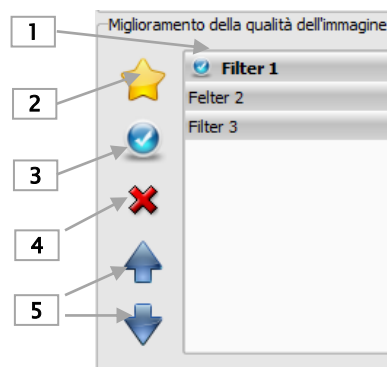 Miglioramento della qualità dell'immagine
1
Filter 1
2
Felter 2
Filter 3
3
4
5